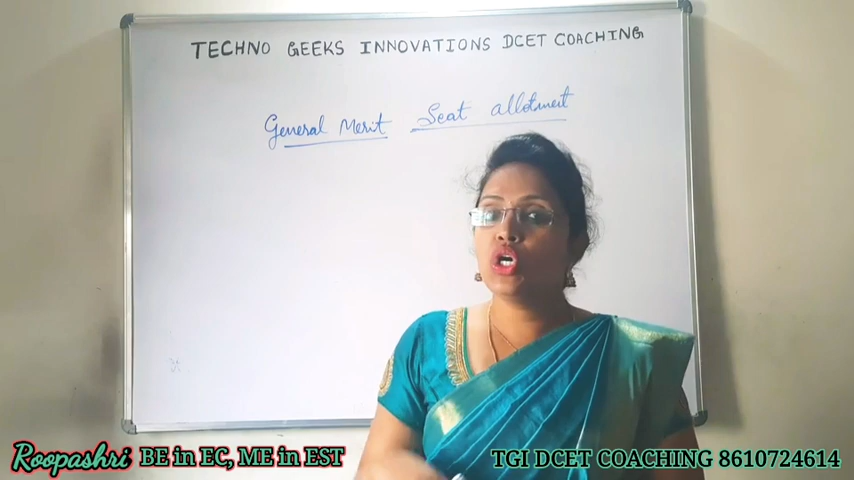 TECHNO GEEKS INNOVATIONS DCET COACHING
General Merit Seat allotment
Roopashri BE in EC, ME in EST
TGI DCET COACHING 8610724614